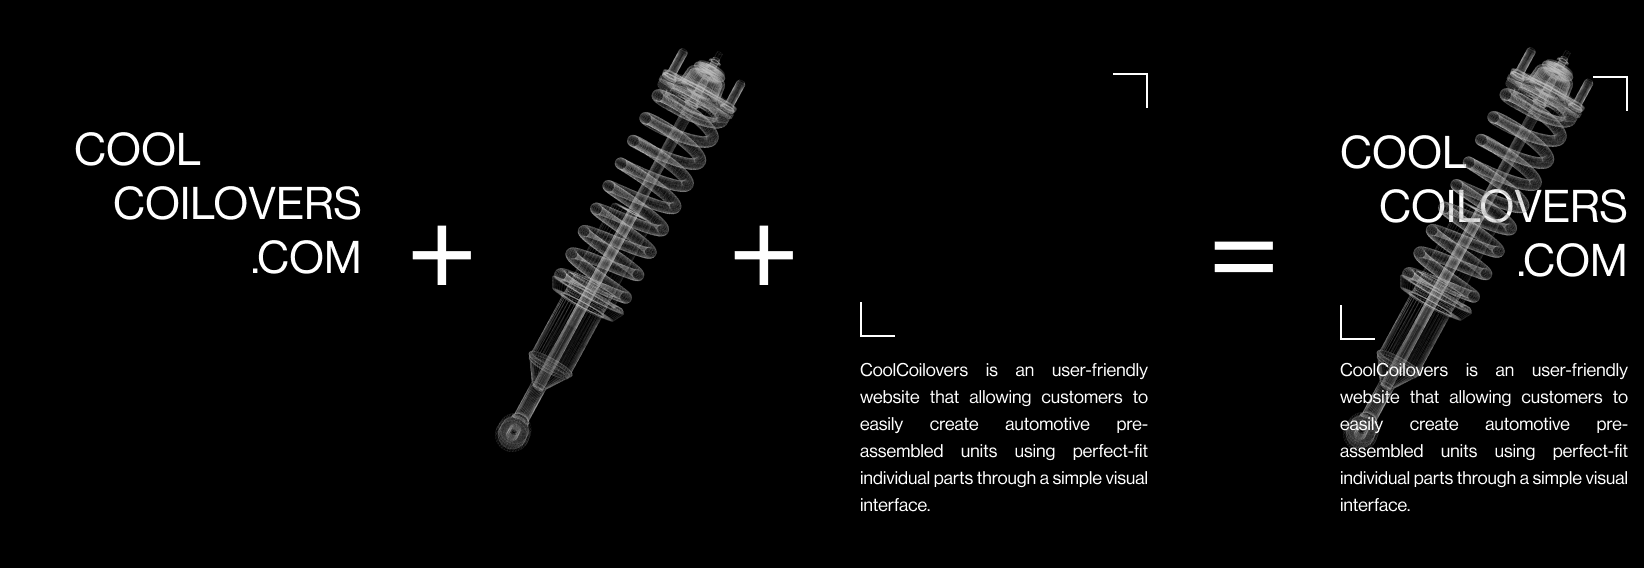 COOL
COILOVERS
.COM
+
+
CoolCoilovers is an user-friendly
website that allowing customers to
easily create automotive pre-
assembled units using perfect-fit
individual parts through a simple visual
interface.
=
COOL
COILOVERS
.COM
CoolCoilovers is an user-friendly
website that allowing customers to
easily create automotive pre-
assembled units using perfect-fit
individual parts through a simple visual
interface.